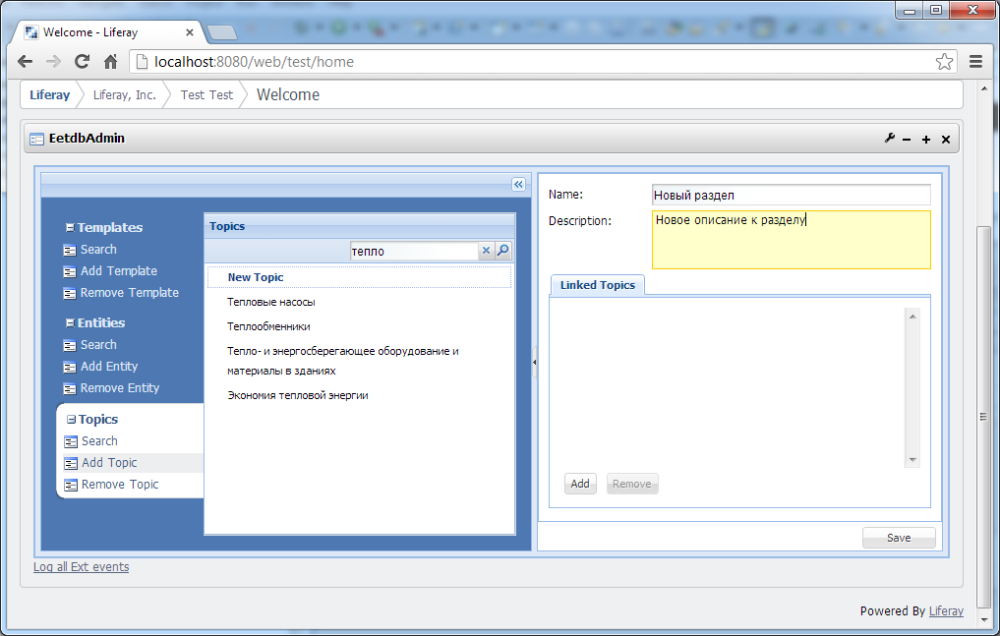 Welcome - Liferay
localhost:8080/web/test/home
Liferay
Liferay, Inc.
Test Test
Welcome
EetdbAdmin
Templates
Search
Add Template
Remove Template
Entities
Search
Add Entity
Remove Entity
Topics
Search
Add Topic
Remove Topic
Topics
тепло
New Topic
Тепловые насосы
Теплообменники
Тепло- и энергосберегающее оборудование и
материалы в зданиях
Экономия тепловой энергии
Name:
Новый раздел
Description:
Новое описание к разделу
Linked Topics
Add
Remove
Save
Log all Ext events
Powered By Liferay